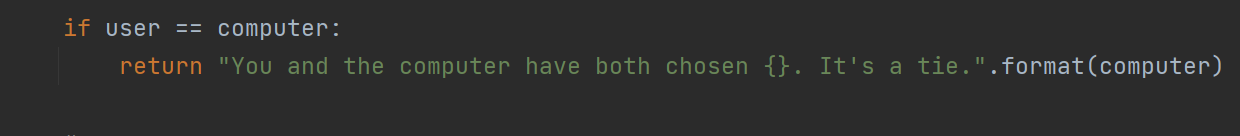 if user == computer:
    return "You and the computer have both chosen {}. It's a tie.".format(computer)